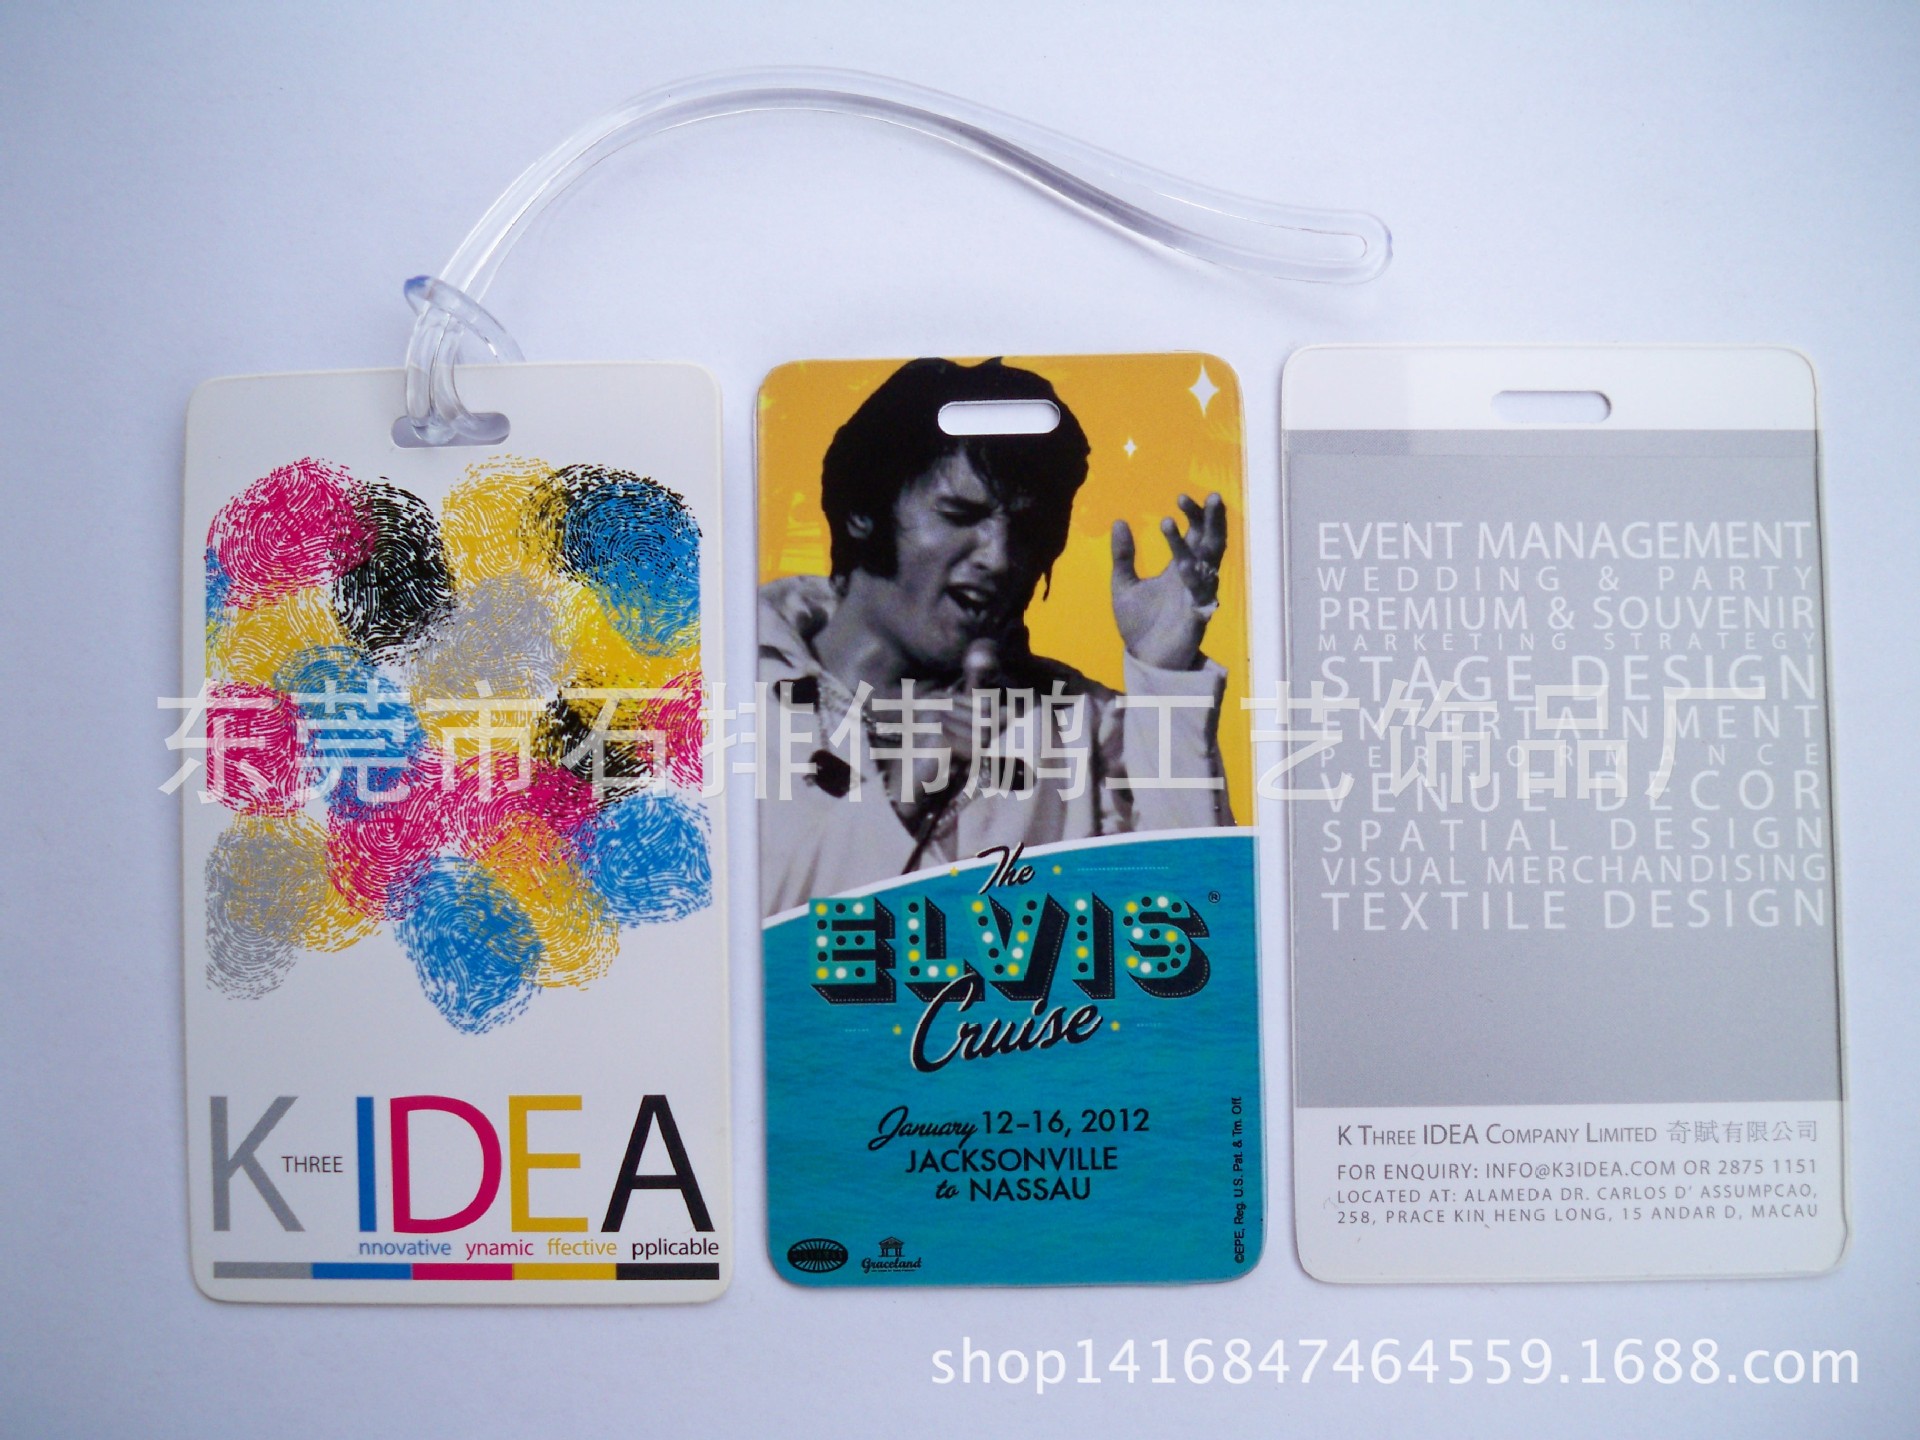 K THREE IDEA
nnovative ynamic ffective pplicable
The
ELVIS®
Cruise
January 12-16, 2012
JACKSONVILLE
to NASSAU
Graceland
©EPE, Reg. U.S. Pat. & Tm. Off.
EVENT MANAGEMENT
WEDDING & PARTY
PREMIUM & SOUVENIR
MARKETING STRATEGY
STAGE DESIGN
ENTERTAINMENT
PERFORMANCE
VENUE DECOR
SPATIAL DESIGN
VISUAL MERCHANDISING
TEXTILE DESIGN
K THREE IDEA COMPANY LIMITED 奇賦有限公司
FOR ENQUIRY: INFO@K3IDEA.COM OR 2875 1151
LOCATED AT: ALAMEDA DR. CARLOS D' ASSUMPCAO,
258, PRACE KIN HENG LONG, 15 ANDAR D, MACAU
东莞市石排伟鹏工艺饰品厂
shop1416847464559.1688.com